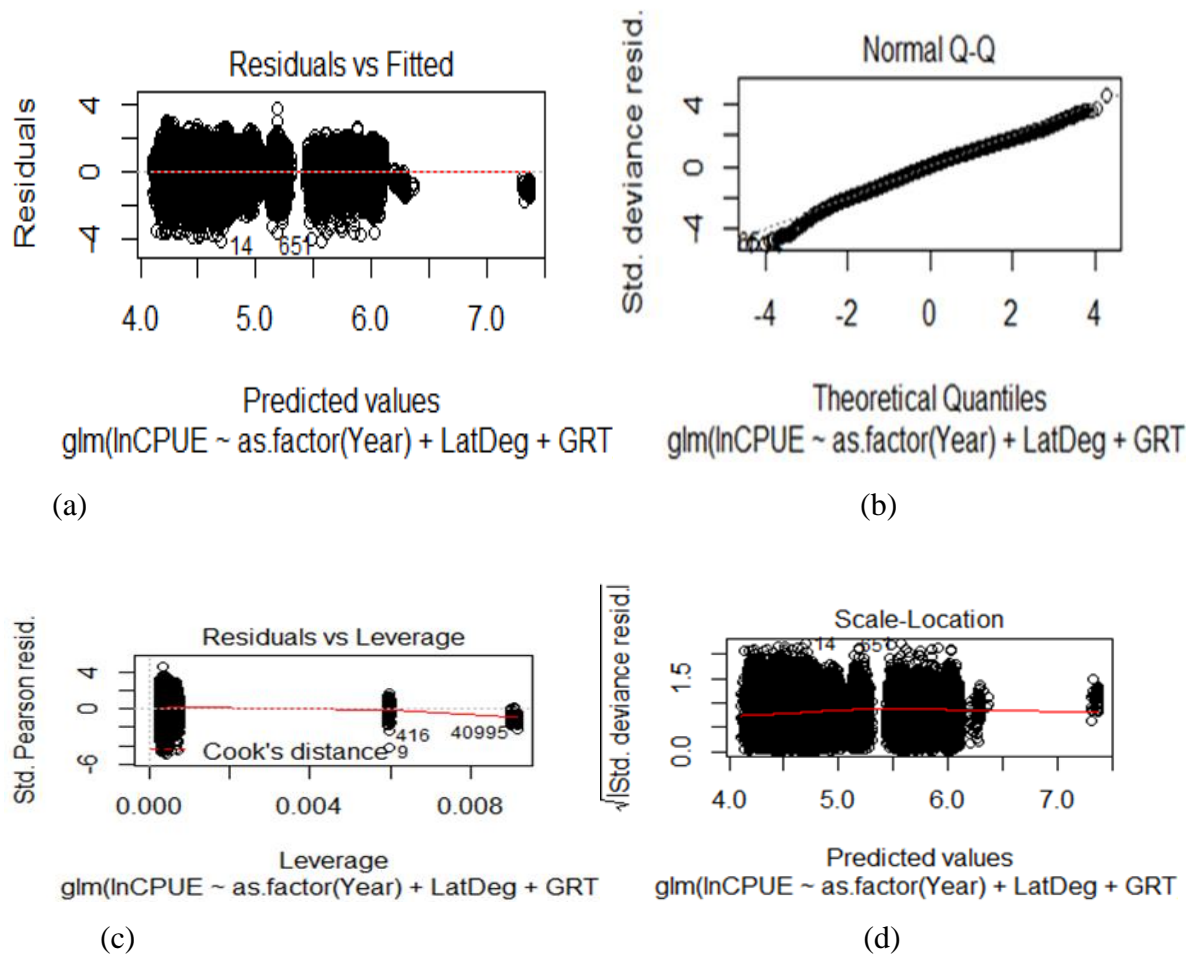 Residuals vs Fitted
Residuals
4
0
-4
14
651
4.0 5.0 6.0 7.0
Predicted values
glm(lnCPUE ~ as.factor(Year) + LatDeg + GRT
(a)
Normal Q-Q
Std. deviance resid.
4
0
-4
-4 -2 0 2 4
Theoretical Quantiles
glm(lnCPUE ~ as.factor(Year) + LatDeg + GRT
(b)
Residuals vs Leverage
Std. Pearson resid.
4
0
-6
416
9
40995
Cook's distance
0.000 0.004 0.008
Leverage
glm(lnCPUE ~ as.factor(Year) + LatDeg + GRT
(c)
Scale-Location
√|Std. deviance resid.|
1.5
0.0
14
651
4.0 5.0 6.0 7.0
Predicted values
glm(lnCPUE ~ as.factor(Year) + LatDeg + GRT
(d)